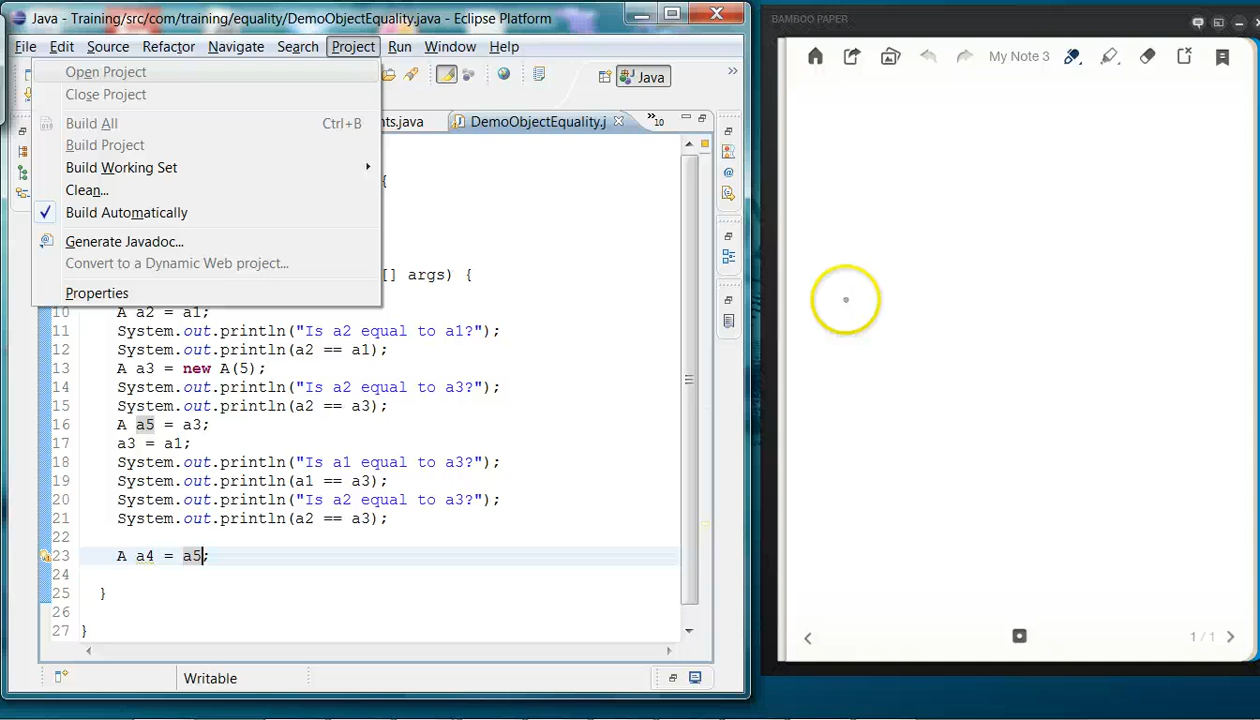 Java - Training/src/com/training/equality/DemoObjectEquality.java - Eclipse Platform
File Edit Source Refactor Navigate Search Project Run Window Help
Open Project
Close Project
Build All Ctrl+B
Build Project
Build Working Set
Clean...
Build Automatically
Generate Javadoc...
Convert to a Dynamic Web project...
Properties
Java
»
nts.java DemoObjectEquality.j »10
{
[] args) {
10 A a2 = a1;
11 System.out.println("Is a2 equal to a1?");
12 System.out.println(a2 == a1);
13 A a3 = new A(5);
14 System.out.println("Is a2 equal to a3?");
15 System.out.println(a2 == a3);
16 A a5 = a3;
17 a3 = a1;
18 System.out.println("Is a1 equal to a3?");
19 System.out.println(a1 == a3);
20 System.out.println("Is a2 equal to a3?");
21 System.out.println(a2 == a3);
22
23 A a4 = a5;
24
25 }
26
27 }
Writable
BAMBOO PAPER
My Note 3
1 / 1